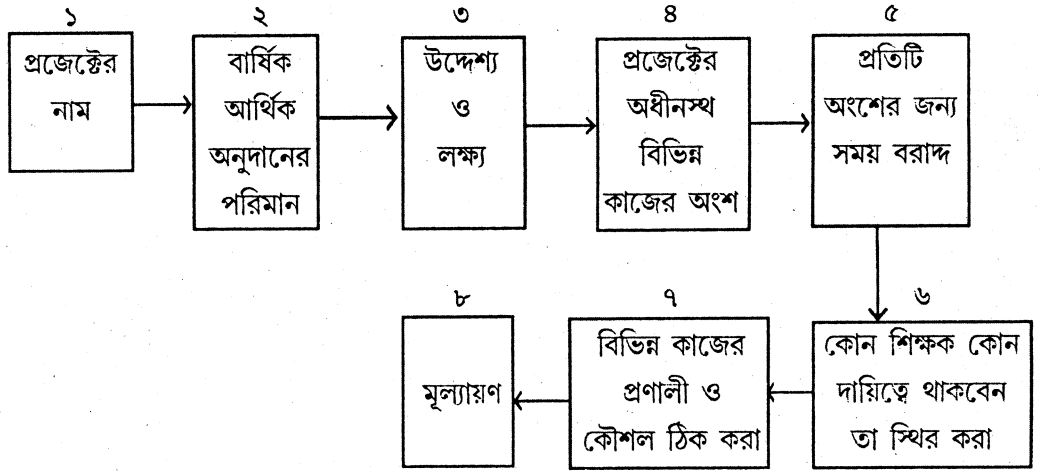 ১
প্রজেক্টের
নাম
২
বার্ষিক
আর্থিক
অনুদানের
পরিমান
৩
উদ্দেশ্য
ও
লক্ষ্য
৪
প্রজেক্টের
অধীনস্থ
বিভিন্ন
কাজের অংশ
৫
প্রতিটি
অংশের জন্য
সময় বরাদ্দ
৬
কোন শিক্ষক কোন
দায়িত্বে থাকবেন
তা স্থির করা
৭
বিভিন্ন কাজের
প্রণালী ও
কৌশল ঠিক করা
৮
মূল্যায়ণ